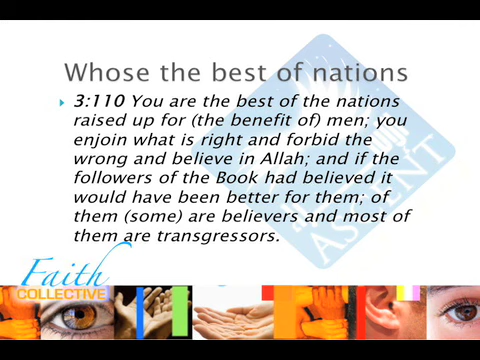 Whose the best of nations
3:110 You are the best of the nations
raised up for (the benefit of) men; you
enjoin what is right and forbid the
wrong and believe in Allah; and if the
followers of the Book had believed it
would have been better for them; of
them (some) are believers and most of
them are transgressors.
ASCENT
Faith
COLLECTIVE